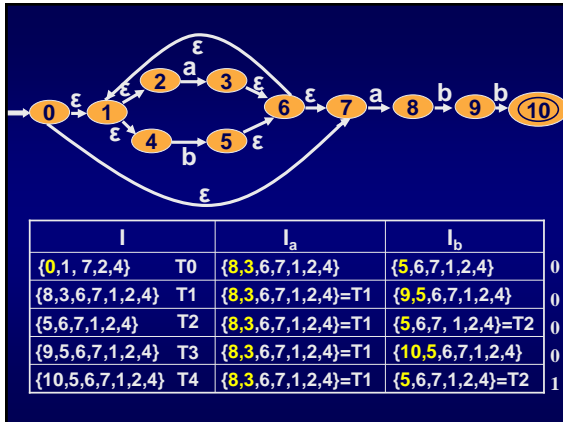 ε
2 a 3
ε ε
0 ε 1 6 ε 7 a 8 b 9 b 10
ε 4 b 5 ε
ε
I Iₐ I_b
{0,1, 7,2,4} T0 {8,3,6,7,1,2,4} {5,6,7,1,2,4} 0
{8,3,6,7,1,2,4} T1 {8,3,6,7,1,2,4}=T1 {9,5,6,7,1,2,4} 0
{5,6,7,1,2,4} T2 {8,3,6,7,1,2,4}=T1 {5,6,7, 1,2,4}=T2 0
{9,5,6,7,1,2,4} T3 {8,3,6,7,1,2,4}=T1 {10,5,6,7,1,2,4} 0
{10,5,6,7,1,2,4} T4 {8,3,6,7,1,2,4}=T1 {5,6,7,1,2,4}=T2 1